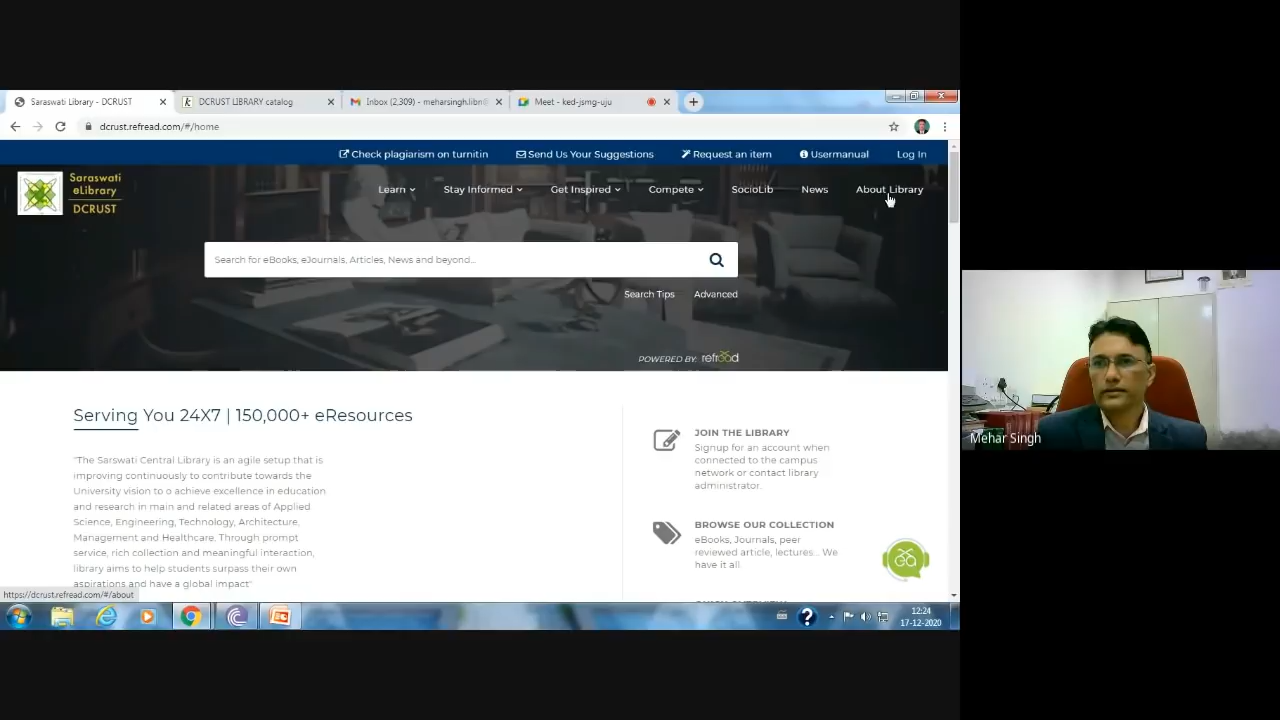 Saraswati Library - DCRUST
DCRUST LIBRARY catalog
Inbox (2,309) - meharsingh.libn@
Meet - ked-jsmg-uju
dcrust.refread.com/#/home
Check plagiarism on turnitin
Send Us Your Suggestions
Request an item
Usermanual
Log In
Saraswati
eLibrary
DCRUST
Learn
Stay Informed
Get Inspired
Compete
SocioLib
News
About Library
Search for eBooks, eJournals, Articles, News and beyond...
Search Tips
Advanced
POWERED BY: refread
Serving You 24X7 | 150,000+ eResources
"The Sarswati Central Library is an agile setup that is
improving continuously to contribute towards the
University vision to o achieve excellence in education
and research in main and related areas of Applied
Science, Engineering, Technology, Architecture,
Management and Healthcare. Through prompt
service, rich collection and meaningful interaction,
library aims to help students surpass their own
aspirations and have a global impact"
JOIN THE LIBRARY
Signup for an account when
connected to the campus
network or contact library
administrator.
BROWSE OUR COLLECTION
eBooks, Journals, peer
reviewed article, lectures... We
have it all.
https://dcrust.refread.com/#/about
12:24
17-12-2020
Mehar Singh